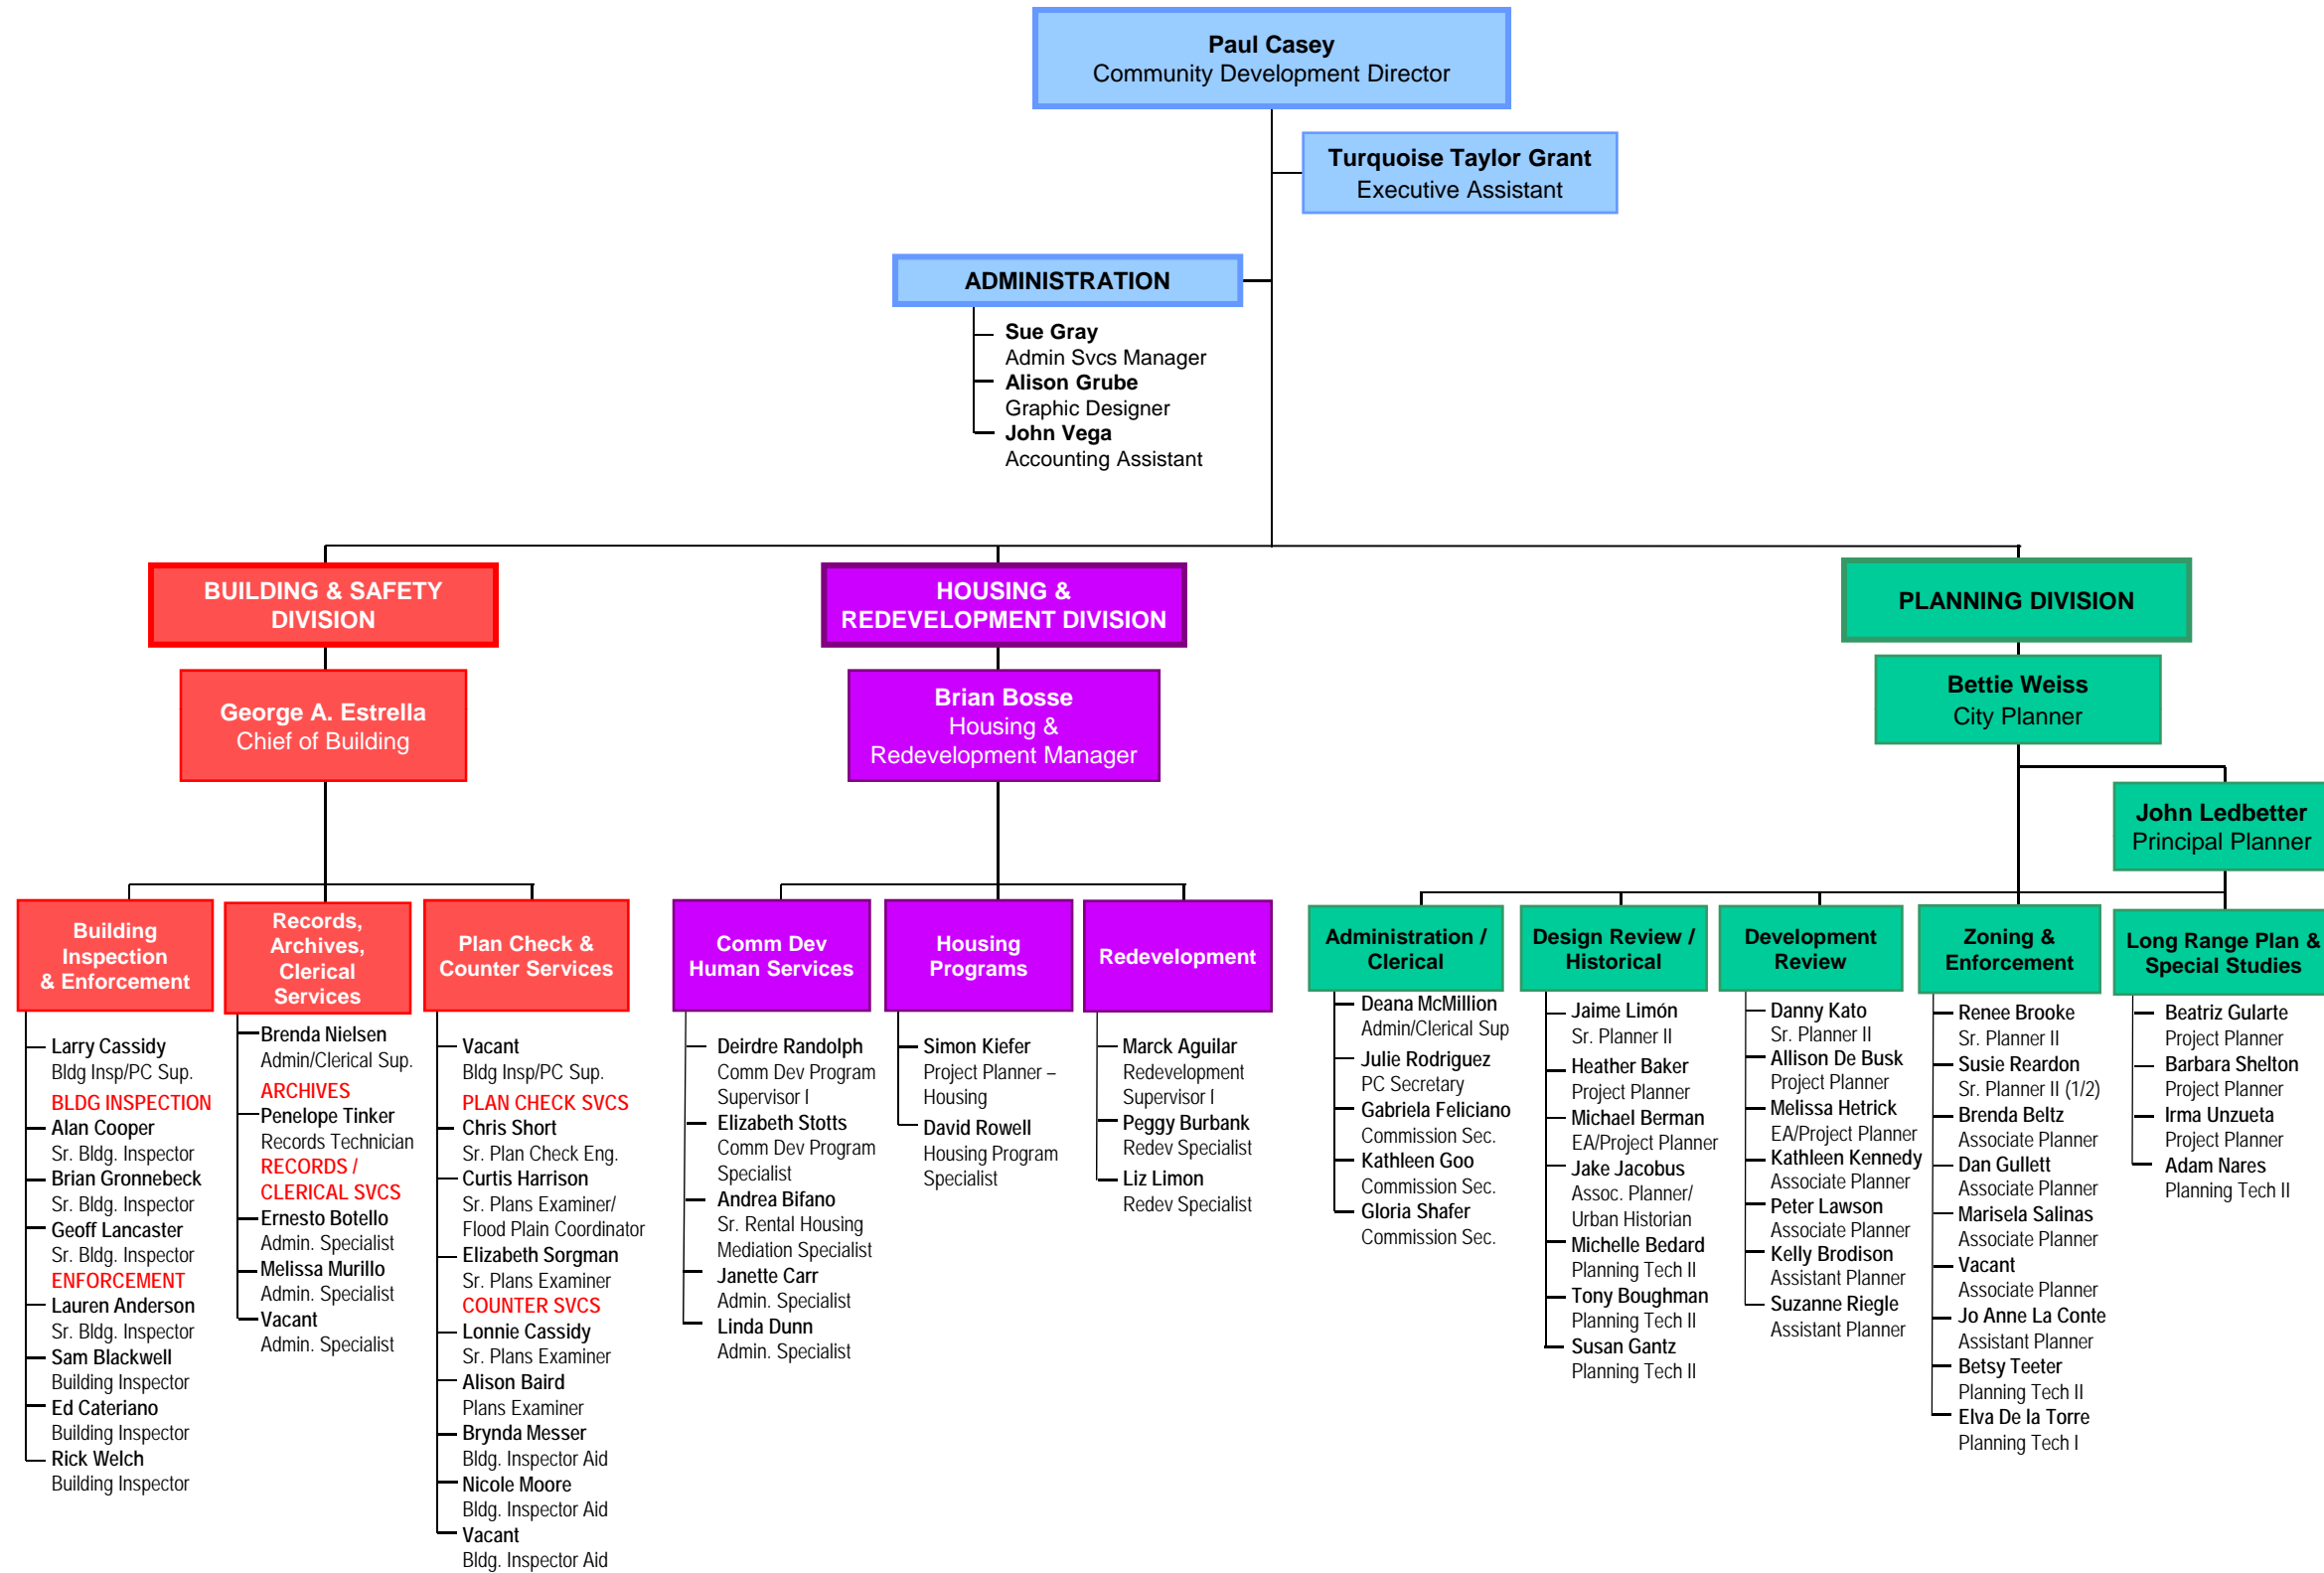 Paul Casey
Community Development Director
Turquoise Taylor Grant
Executive Assistant
ADMINISTRATION
Sue Gray
Admin Svcs Manager
Alison Grube
Graphic Designer
John Vega
Accounting Assistant
BUILDING & SAFETY
DIVISION
George A. Estrella
Chief of Building
Building
Inspection
& Enforcement
Larry Cassidy
Bldg Insp/PC Sup.
BLDG INSPECTION
Alan Cooper
Sr. Bldg. Inspector
Brian Gronnebeck
Sr. Bldg. Inspector
Geoff Lancaster
Sr. Bldg. Inspector
ENFORCEMENT
Lauren Anderson
Sr. Bldg. Inspector
Sam Blackwell
Building Inspector
Ed Cateriano
Building Inspector
Rick Welch
Building Inspector
Records,
Archives,
Clerical
Services
Brenda Nielsen
Admin/Clerical Sup.
ARCHIVES
Penelope Tinker
Records Technician
RECORDS /
CLERICAL SVCS
Ernesto Botello
Admin. Specialist
Melissa Murillo
Admin. Specialist
Vacant
Admin. Specialist
Plan Check &
Counter Services
Vacant
Bldg Insp/PC Sup.
PLAN CHECK SVCS
Chris Short
Sr. Plan Check Eng.
Curtis Harrison
Sr. Plans Examiner/
Flood Plain Coordinator
Elizabeth Sorgman
Sr. Plans Examiner
COUNTER SVCS
Lonnie Cassidy
Sr. Plans Examiner
Alison Baird
Plans Examiner
Brynda Messer
Bldg. Inspector Aid
Nicole Moore
Bldg. Inspector Aid
Vacant
Bldg. Inspector Aid
HOUSING &
REDEVELOPMENT DIVISION
Brian Bosse
Housing &
Redevelopment Manager
Comm Dev
Human Services
Deirdre Randolph
Comm Dev Program
Supervisor I
Elizabeth Stotts
Comm Dev Program
Specialist
Andrea Bifano
Sr. Rental Housing
Mediation Specialist
Janette Carr
Admin. Specialist
Linda Dunn
Admin. Specialist
Housing
Programs
Simon Kiefer
Project Planner –
Housing
David Rowell
Housing Program
Specialist
Redevelopment
Marck Aguilar
Redevelopment
Supervisor I
Peggy Burbank
Redev Specialist
Liz Limon
Redev Specialist
PLANNING DIVISION
Bettie Weiss
City Planner
John Ledbetter
Principal Planner
Administration /
Clerical
Deana McMillion
Admin/Clerical Sup
Julie Rodriguez
PC Secretary
Gabriela Feliciano
Commission Sec.
Kathleen Goo
Commission Sec.
Gloria Shafer
Commission Sec.
Design Review /
Historical
Jaime Limón
Sr. Planner II
Heather Baker
Project Planner
Michael Berman
EA/Project Planner
Jake Jacobus
Assoc. Planner/
Urban Historian
Michelle Bedard
Planning Tech II
Tony Boughman
Planning Tech II
Susan Gantz
Planning Tech II
Development
Review
Danny Kato
Sr. Planner II
Allison De Busk
Project Planner
Melissa Hetrick
EA/Project Planner
Kathleen Kennedy
Associate Planner
Peter Lawson
Associate Planner
Kelly Brodison
Assistant Planner
Suzanne Riegle
Assistant Planner
Zoning &
Enforcement
Renee Brooke
Sr. Planner II
Susie Reardon
Sr. Planner II (1/2)
Brenda Beltz
Associate Planner
Dan Gullett
Associate Planner
Marisela Salinas
Associate Planner
Vacant
Associate Planner
Jo Anne La Conte
Assistant Planner
Betsy Teeter
Planning Tech II
Elva De la Torre
Planning Tech I
Long Range Plan &
Special Studies
Beatriz Gularte
Project Planner
Barbara Shelton
Project Planner
Irma Unzueta
Project Planner
Adam Nares
Planning Tech II